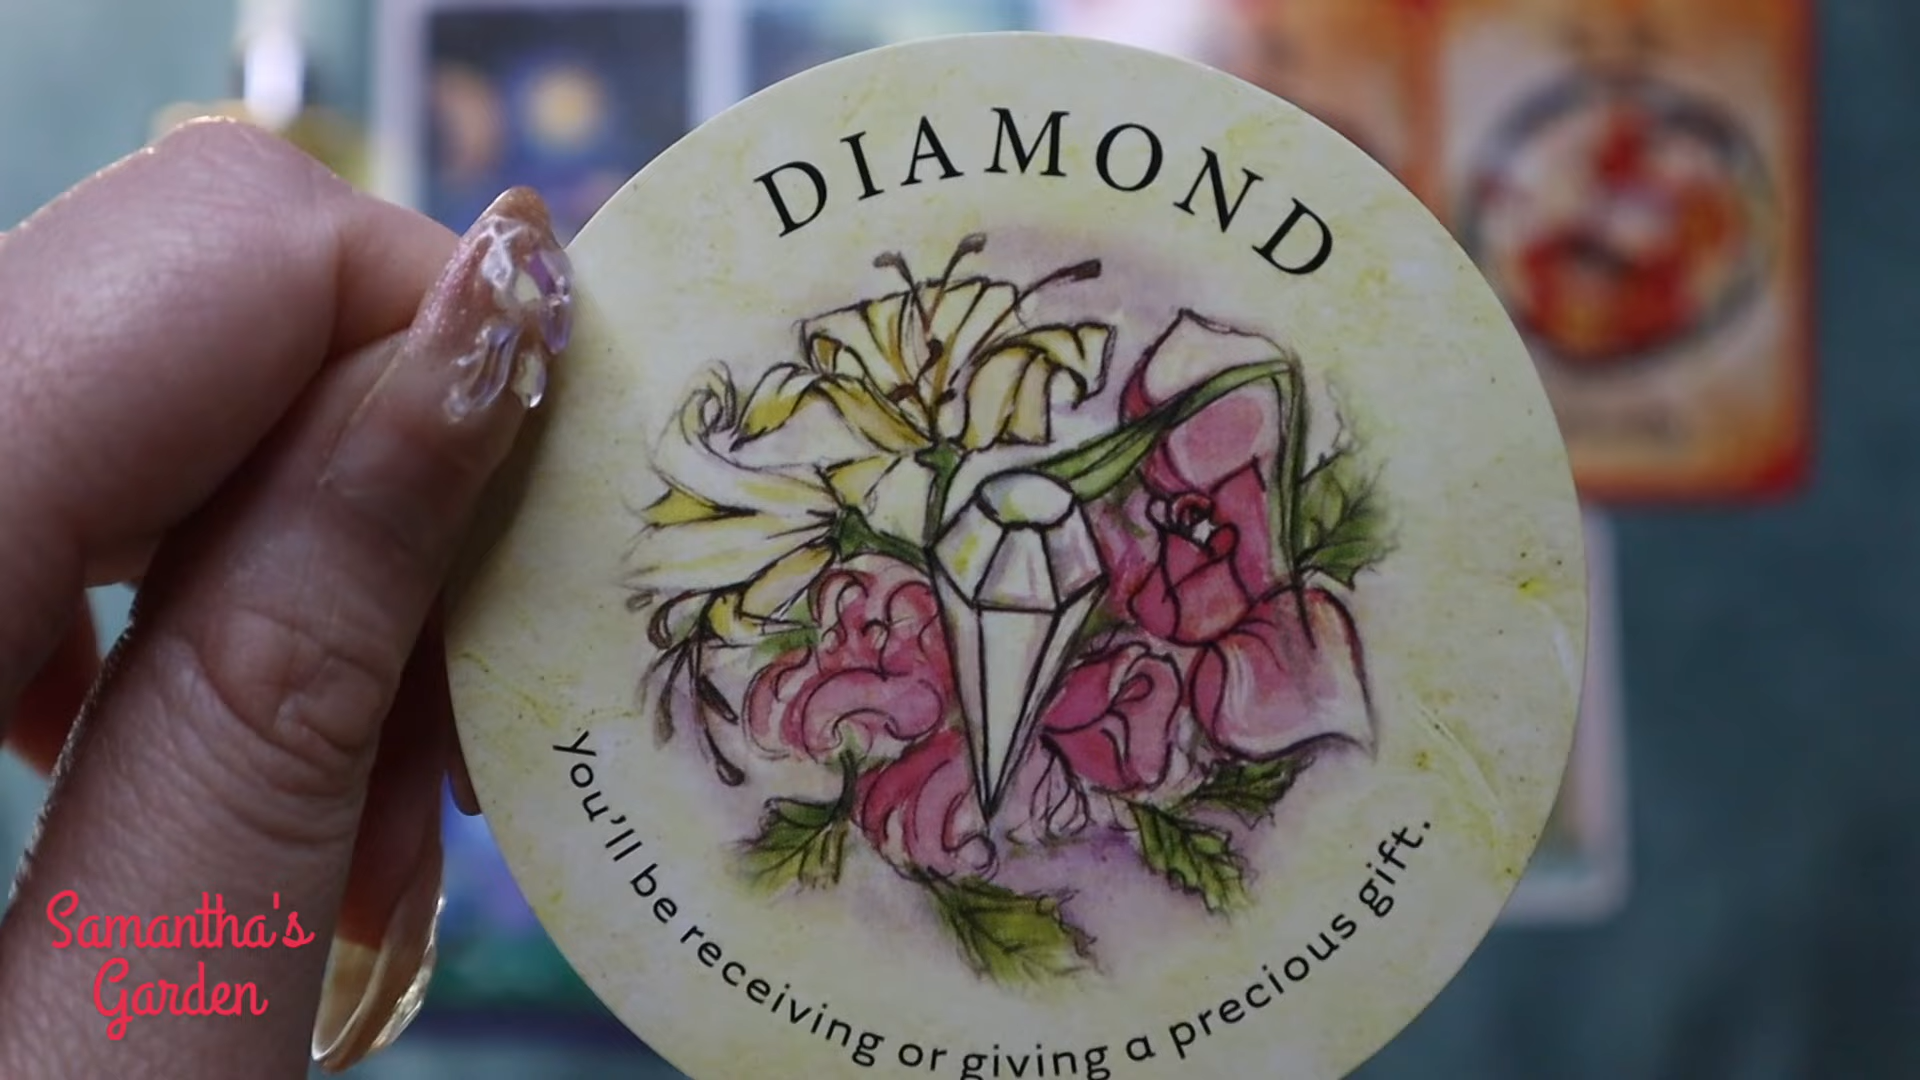 DIAMOND
You'll be receiving or giving a precious gift.
Samantha's
Garden